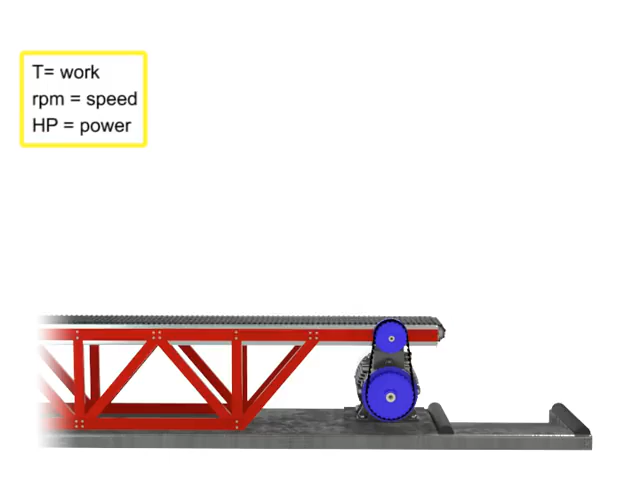 T= work
rpm = speed
HP = power